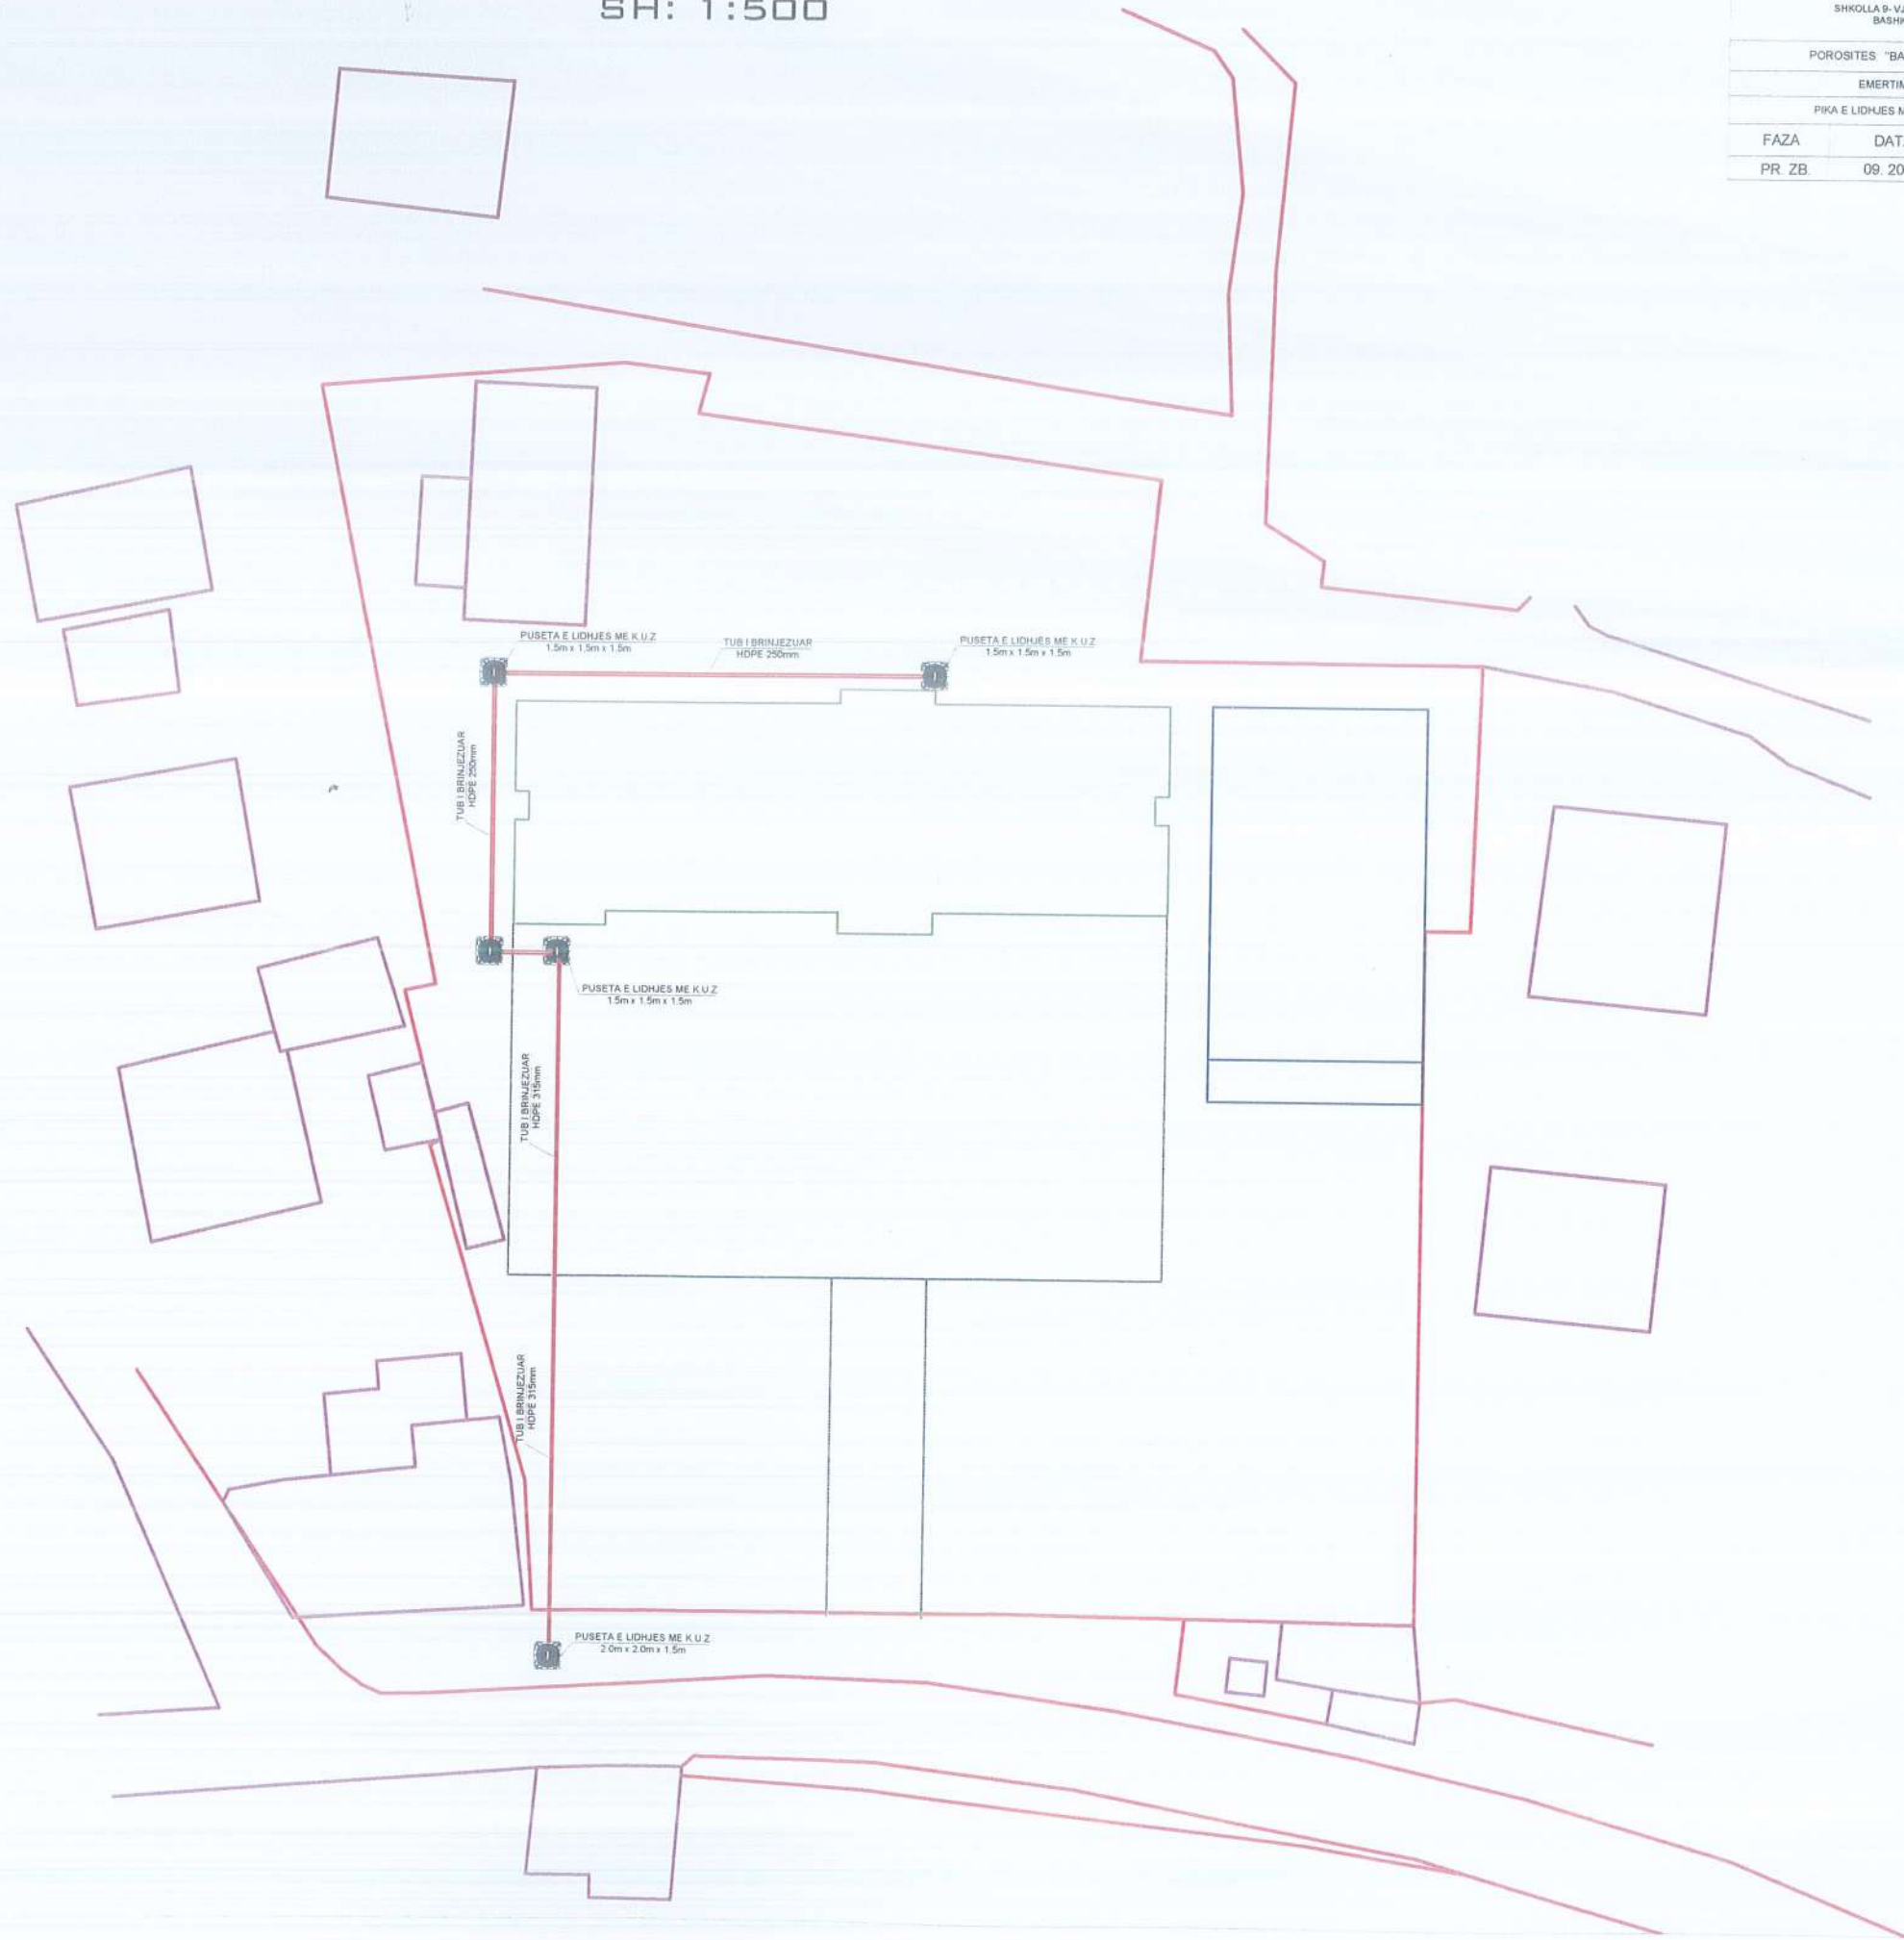 SH: 1:500
SHKOLLA 9-
POROSITES "BA
EMERTIM
PIKA E LIDHJES M
FAZA DAT
PR. ZB. 09. 20
PUSETA E LIDHJES ME K.U.Z
1.5m x 1.5m x 1.5m
TUB I BRINJEZUAR
HDPE 250mm
PUSETA E LIDHJES ME K.U.Z
1.5m x 1.5m x 1.5m
TUB I BRINJEZUAR
HDPE 250mm
PUSETA E LIDHJES ME K.U.Z
1.5m x 1.5m x 1.5m
TUB I BRINJEZUAR
HDPE 315mm
TUB I BRINJEZUAR
HDPE 315mm
PUSETA E LIDHJES ME K.U.Z
2.0m x 2.0m x 1.5m